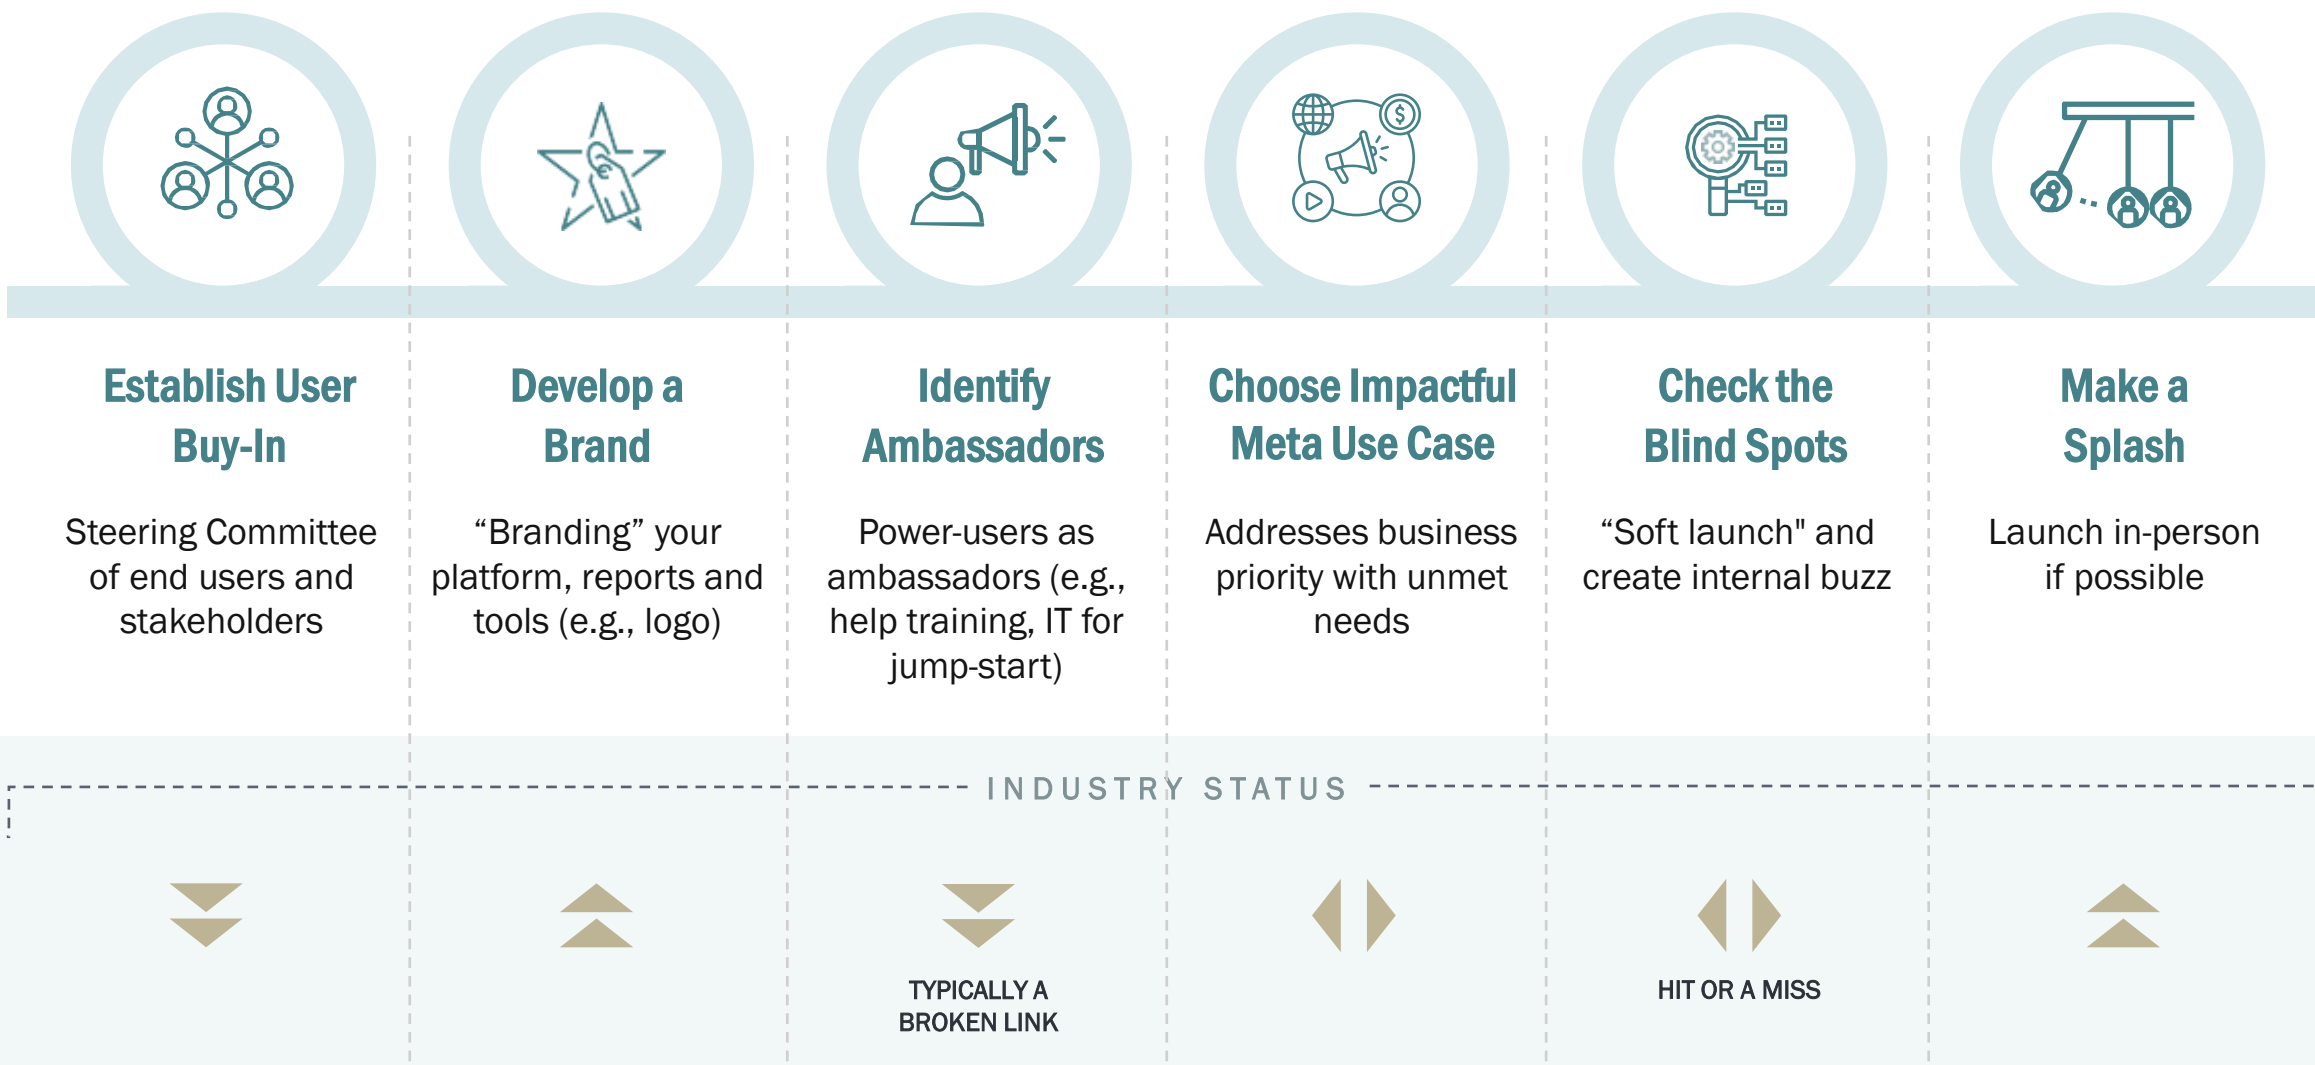 Establish User
Buy-In
Steering Committee
of end users and
stakeholders
Develop a
Brand
“Branding” your
platform, reports and
tools (e.g., logo)
Identify
Ambassadors
Power-users as
ambassadors (e.g.,
help training, IT for
jump-start)
Choose Impactful
Meta Use Case
Addresses business
priority with unmet
needs
Check the
Blind Spots
“Soft launch" and
create internal buzz
Make a
Splash
Launch in-person
if possible
INDUSTRY STATUS
TYPICALLY A
BROKEN LINK
HIT OR A MISS